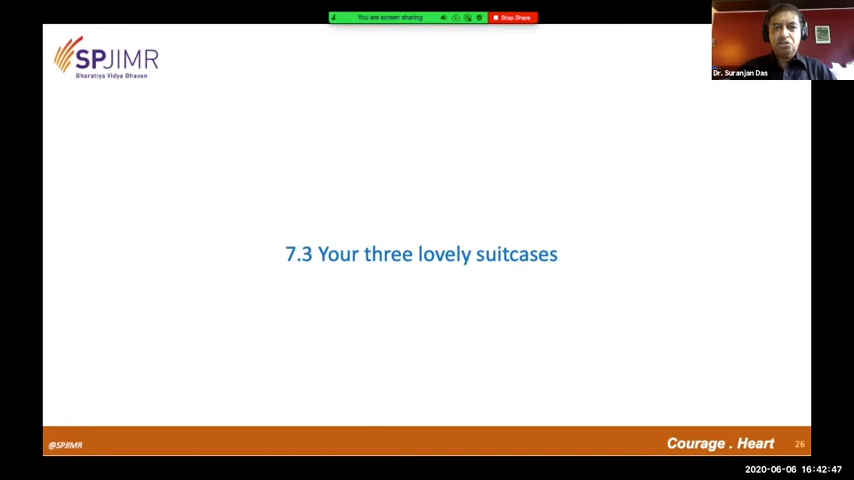 You are screen sharing
Stop Share
SPJIMR
Bharatiya Vidya Bhavan
Dr. Suranjan Das
7.3 Your three lovely suitcases
@SPJIMR
Courage . Heart
26
2020-06-06 16:42:47